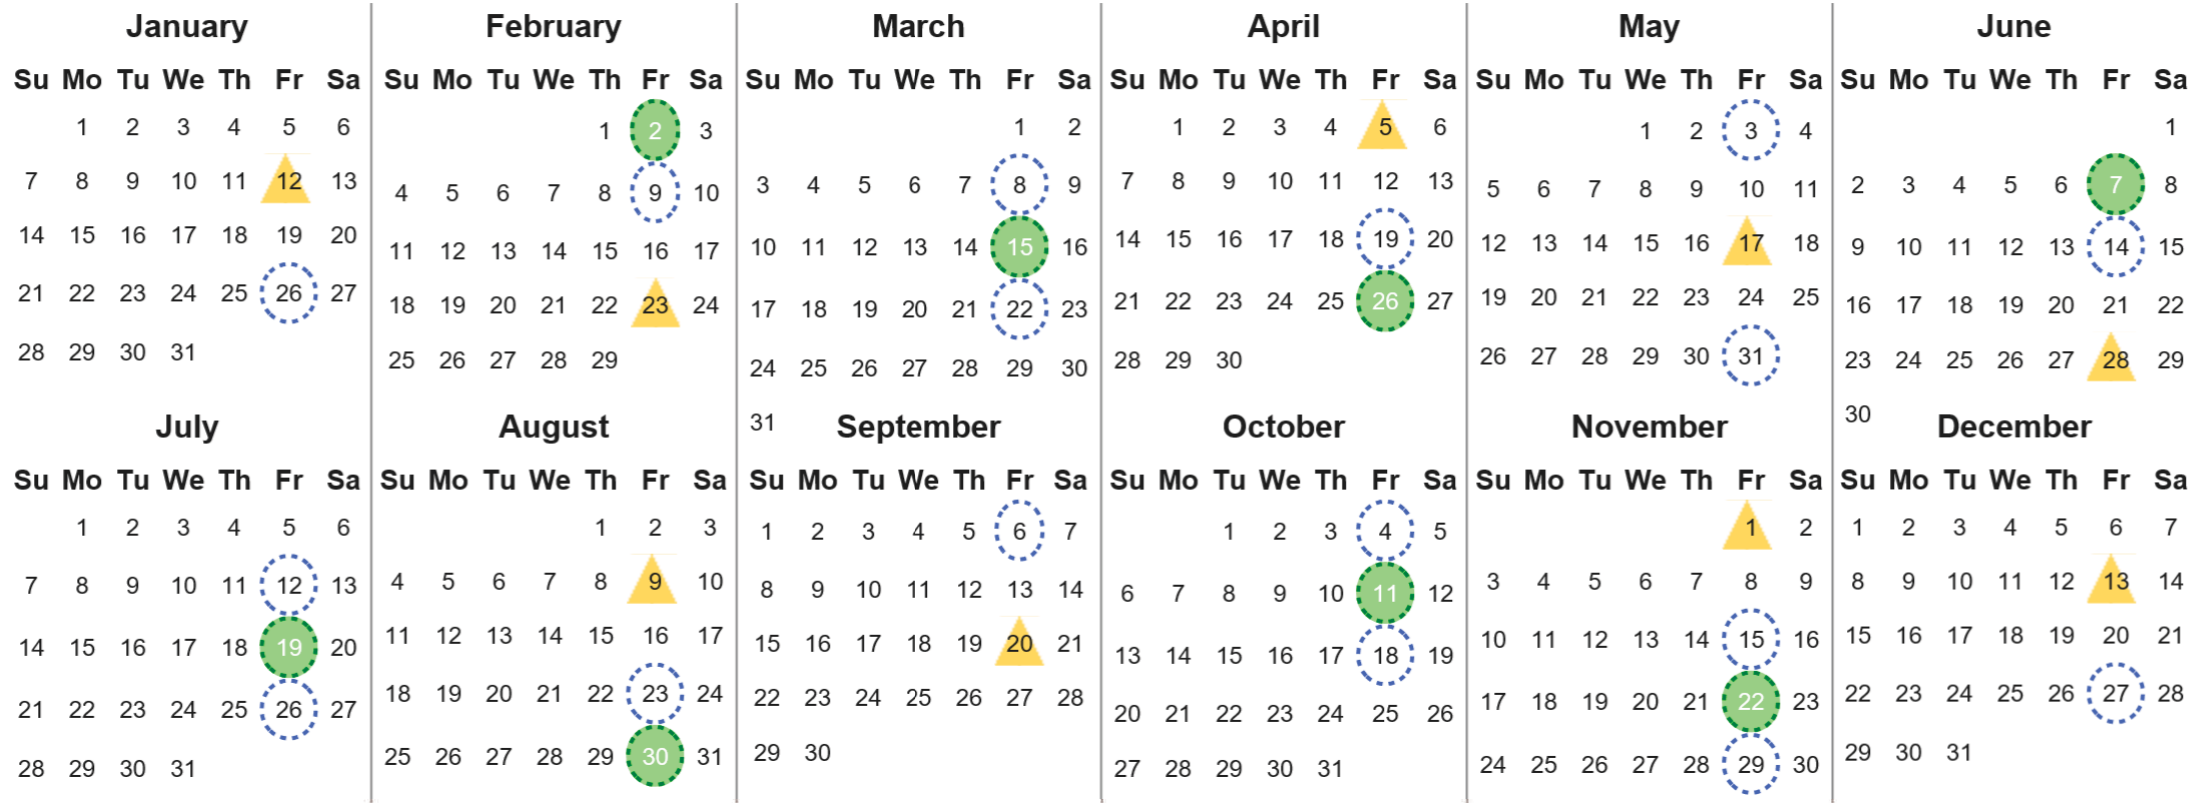 January
Su Mo Tu We Th Fr Sa
1 2 3 4 5 6
7 8 9 10 11 12 13
14 15 16 17 18 19 20
21 22 23 24 25 26 27
28 29 30 31
February
Su Mo Tu We Th Fr Sa
1 2 3
4 5 6 7 8 9 10
11 12 13 14 15 16 17
18 19 20 21 22 23 24
25 26 27 28 29
March
Su Mo Tu We Th Fr Sa
1 2
3 4 5 6 7 8 9
10 11 12 13 14 15 16
17 18 19 20 21 22 23
24 25 26 27 28 29 30
31
April
Su Mo Tu We Th Fr Sa
1 2 3 4 5 6
7 8 9 10 11 12 13
14 15 16 17 18 19 20
21 22 23 24 25 26 27
28 29 30
May
Su Mo Tu We Th Fr Sa
1 2 3 4
5 6 7 8 9 10 11
12 13 14 15 16 17 18
19 20 21 22 23 24 25
26 27 28 29 30 31
June
Su Mo Tu We Th Fr Sa
1
2 3 4 5 6 7 8
9 10 11 12 13 14 15
16 17 18 19 20 21 22
23 24 25 26 27 28 29
30
July
Su Mo Tu We Th Fr Sa
1 2 3 4 5 6
7 8 9 10 11 12 13
14 15 16 17 18 19 20
21 22 23 24 25 26 27
28 29 30 31
August
Su Mo Tu We Th Fr Sa
1 2 3
4 5 6 7 8 9 10
11 12 13 14 15 16 17
18 19 20 21 22 23 24
25 26 27 28 29 30 31
September
Su Mo Tu We Th Fr Sa
1 2 3 4 5 6 7
8 9 10 11 12 13 14
15 16 17 18 19 20 21
22 23 24 25 26 27 28
29 30
October
Su Mo Tu We Th Fr Sa
1 2 3 4 5
6 7 8 9 10 11 12
13 14 15 16 17 18 19
20 21 22 23 24 25 26
27 28 29 30 31
November
Su Mo Tu We Th Fr Sa
1 2
3 4 5 6 7 8 9
10 11 12 13 14 15 16
17 18 19 20 21 22 23
24 25 26 27 28 29 30
December
Su Mo Tu We Th Fr Sa
1 2 3 4 5 6 7
8 9 10 11 12 13 14
15 16 17 18 19 20 21
22 23 24 25 26 27 28
29 30 31